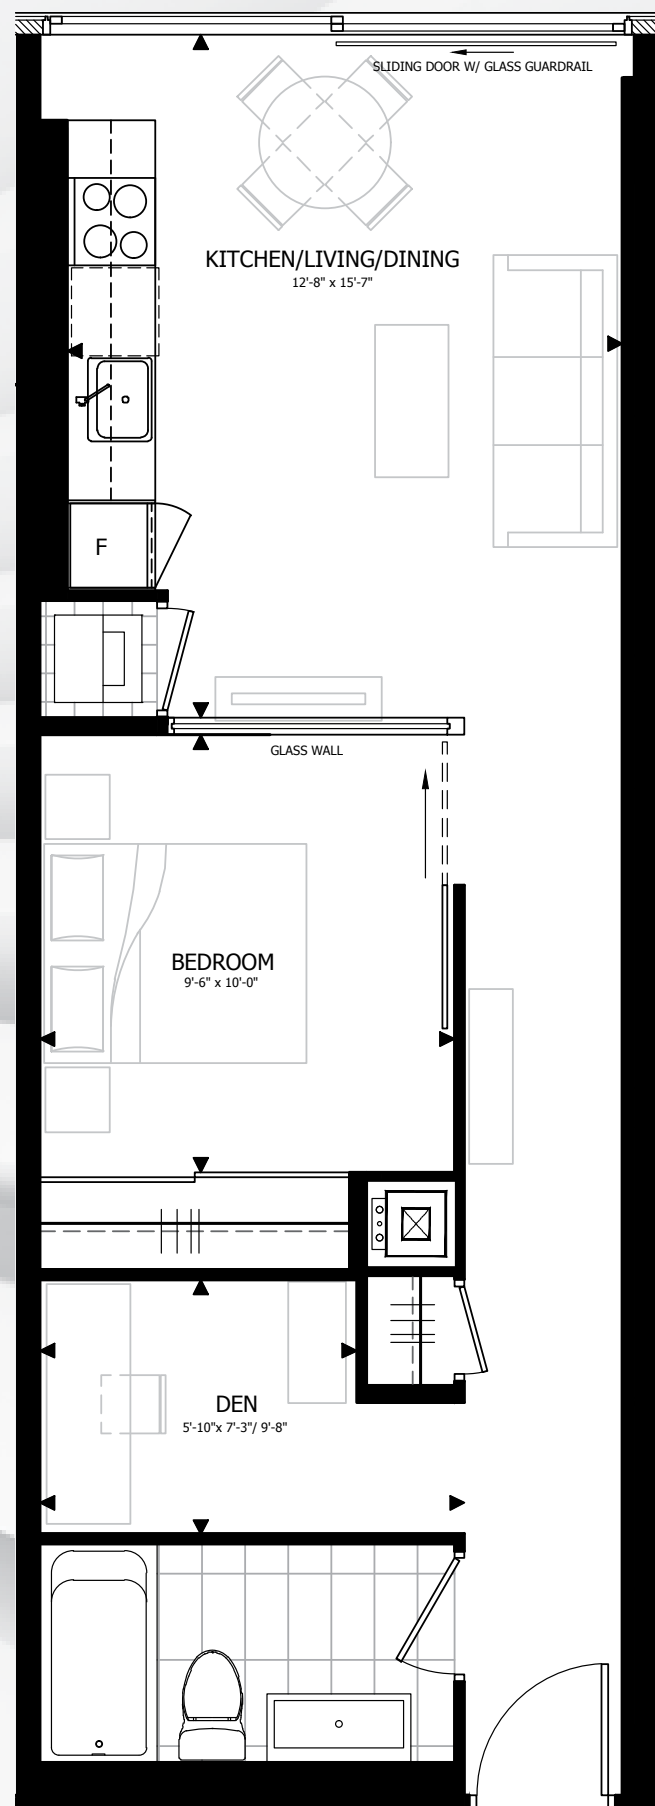 SLIDING DOOR W/ GLASS GUARDRAIL
KITCHEN/LIVING/DINING
12'-8" x 15'-7"
F
GLASS WALL
BEDROOM
9'-6" x 10'-0"
DEN
5'-10"x 7'-3"/ 9'-8"